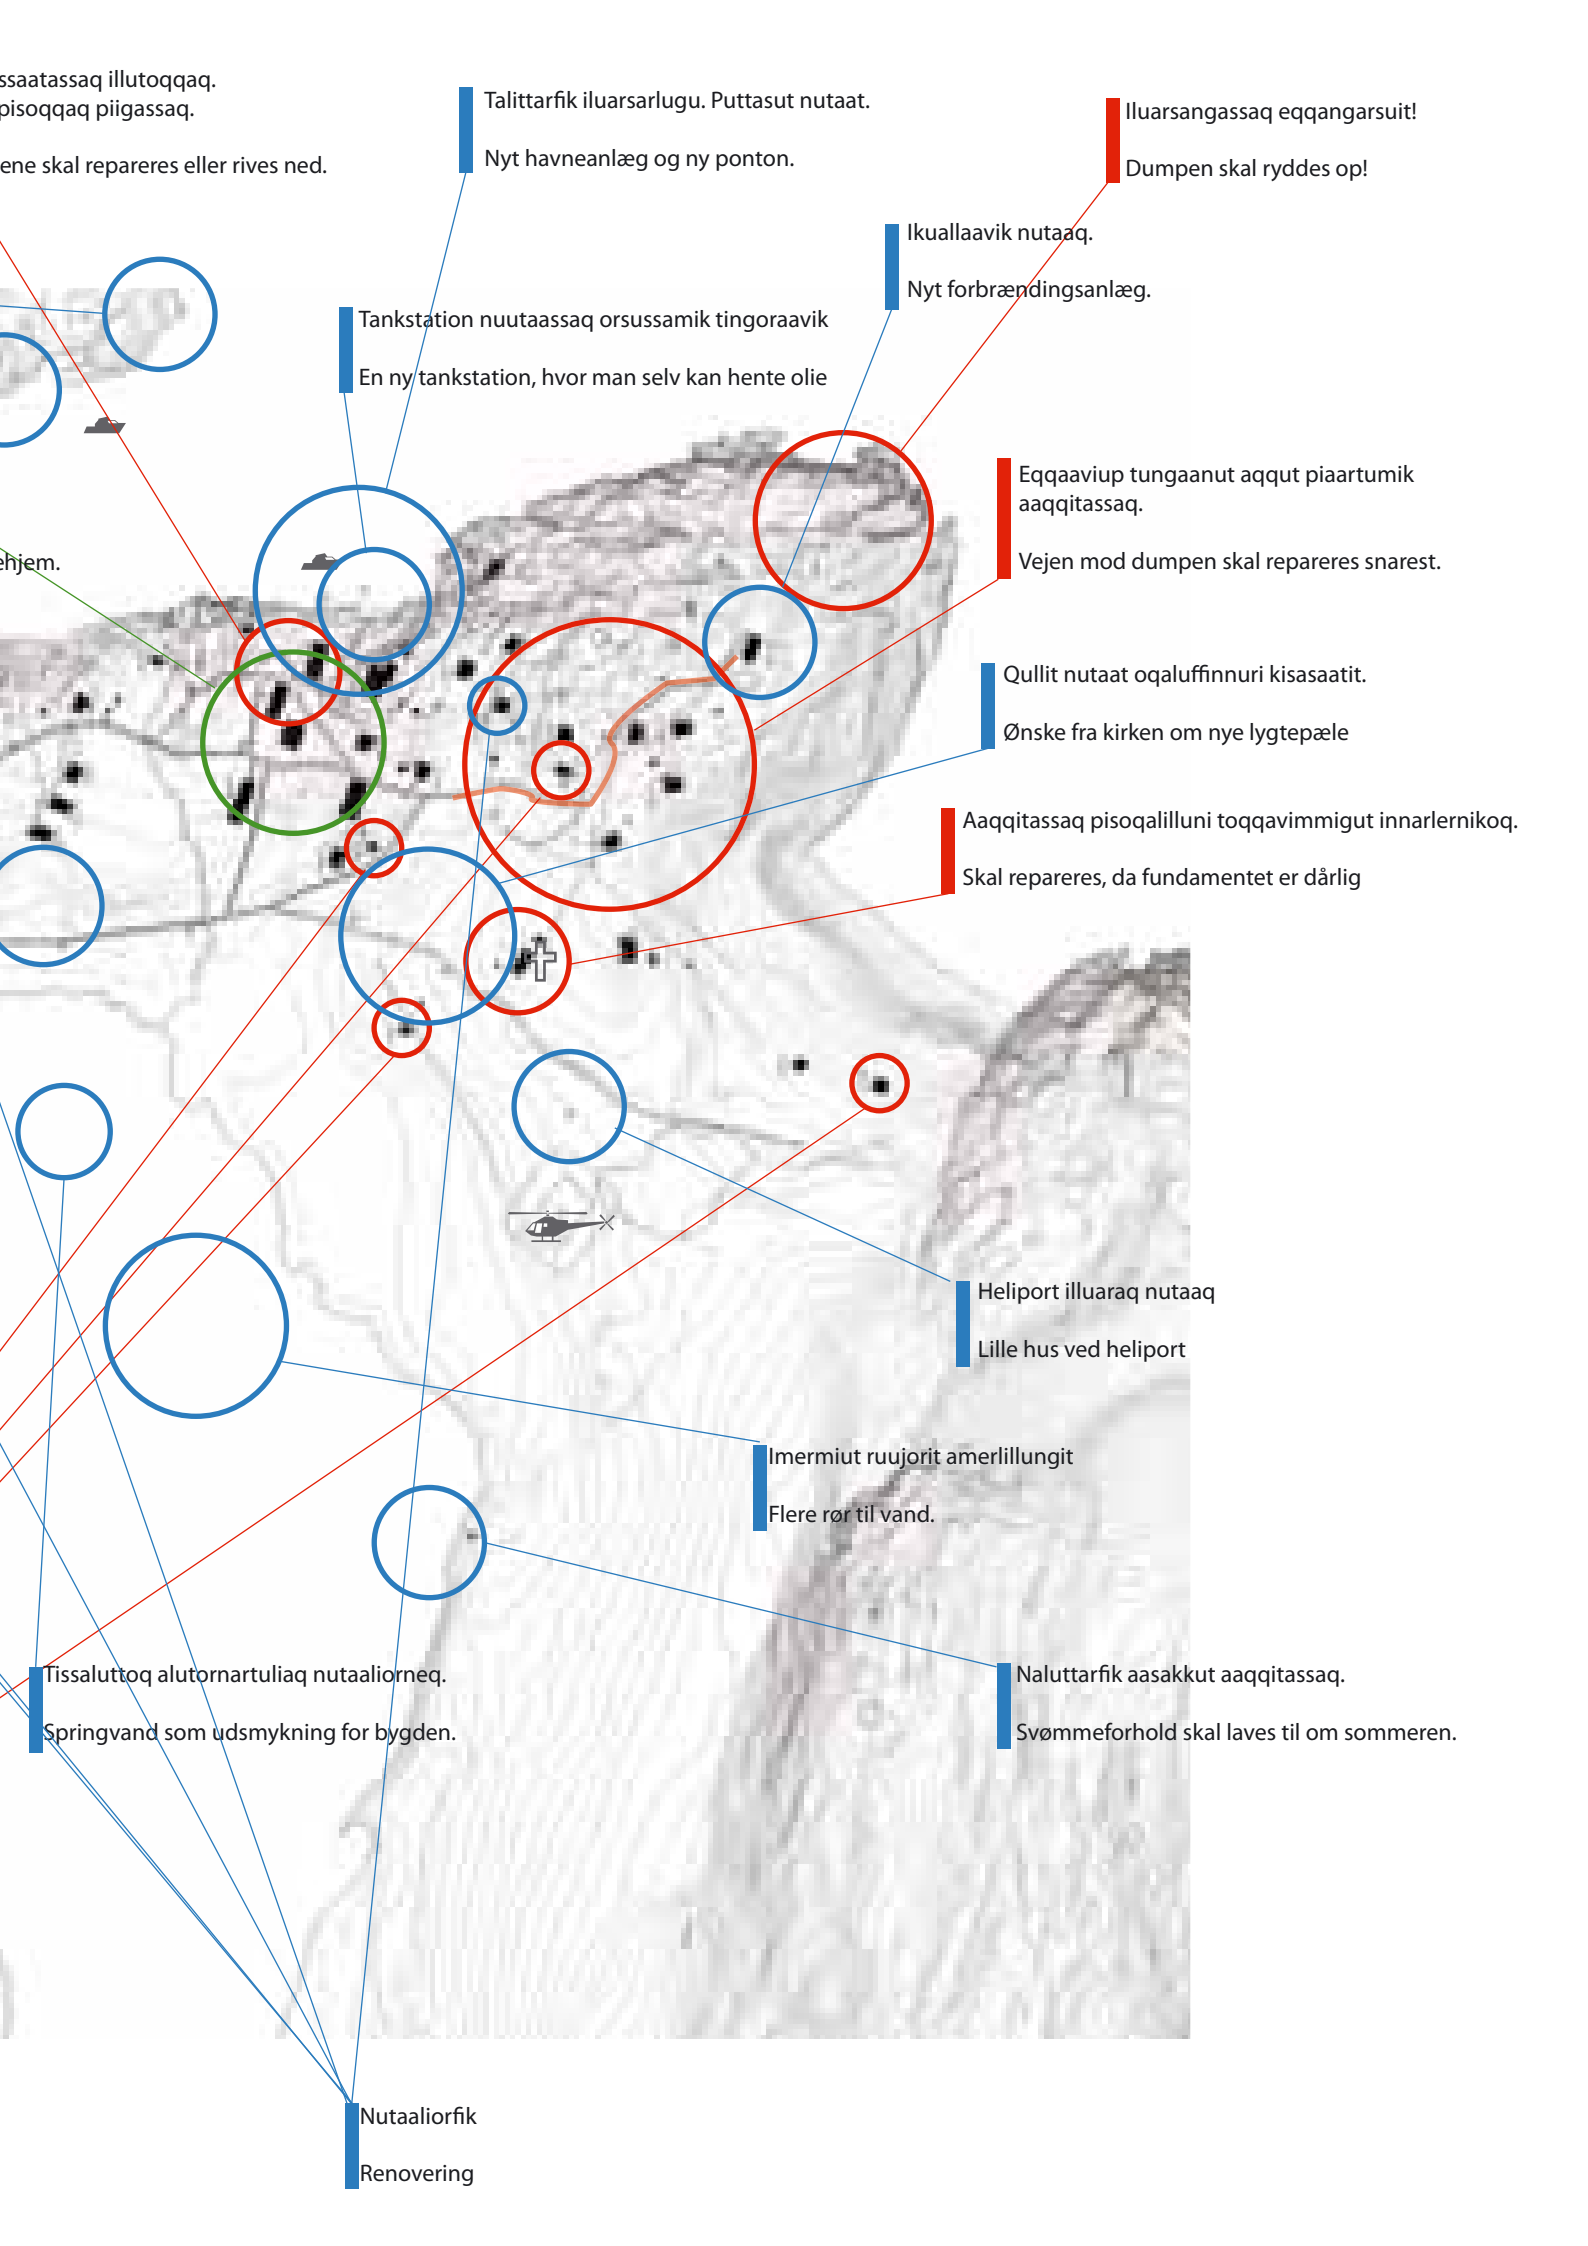 ssaatassaq illutoqqaq.
pisoqqaq piigassaq.
ene skal repareres eller rives ned.
Talittarfik iluarsarlugu. Puttasut nutaat.
Nyt havneanlæg og ny ponton.
Iluarsangassaq eqqangarsuit!
Dumpen skal ryddes op!
Ikuallaavik nutaaq.
Nyt forbrændingsanlæg.
Tankstation nuutaassaq orsussamik tingoraavik
En ny tankstation, hvor man selv kan hente olie
Eqqaaviup tungaanut aqqut piaartumik
aaqqitassaq.
Vejen mod dumpen skal repareres snarest.
ehjem.
Qullit nutaat oqaluffinnuri kisasaatit.
Ønske fra kirken om nye lygtepæle
Aaqqitassaq pisoqalilluni toqqavimmigut innarlernikoq.
Skal repareres, da fundamentet er dårlig
Heliport illuaraq nutaaq
Lille hus ved heliport
Imermiut ruujorit amerlillungit
Flere rør til vand.
Tissaluttoq alutornartuliaq nutaaliorneq.
Springvand som udsmykning for bygden.
Naluttarfik aasakkut aaqqitassaq.
Svømmeforhold skal laves til om sommeren.
Nutaaliorfik
Renovering